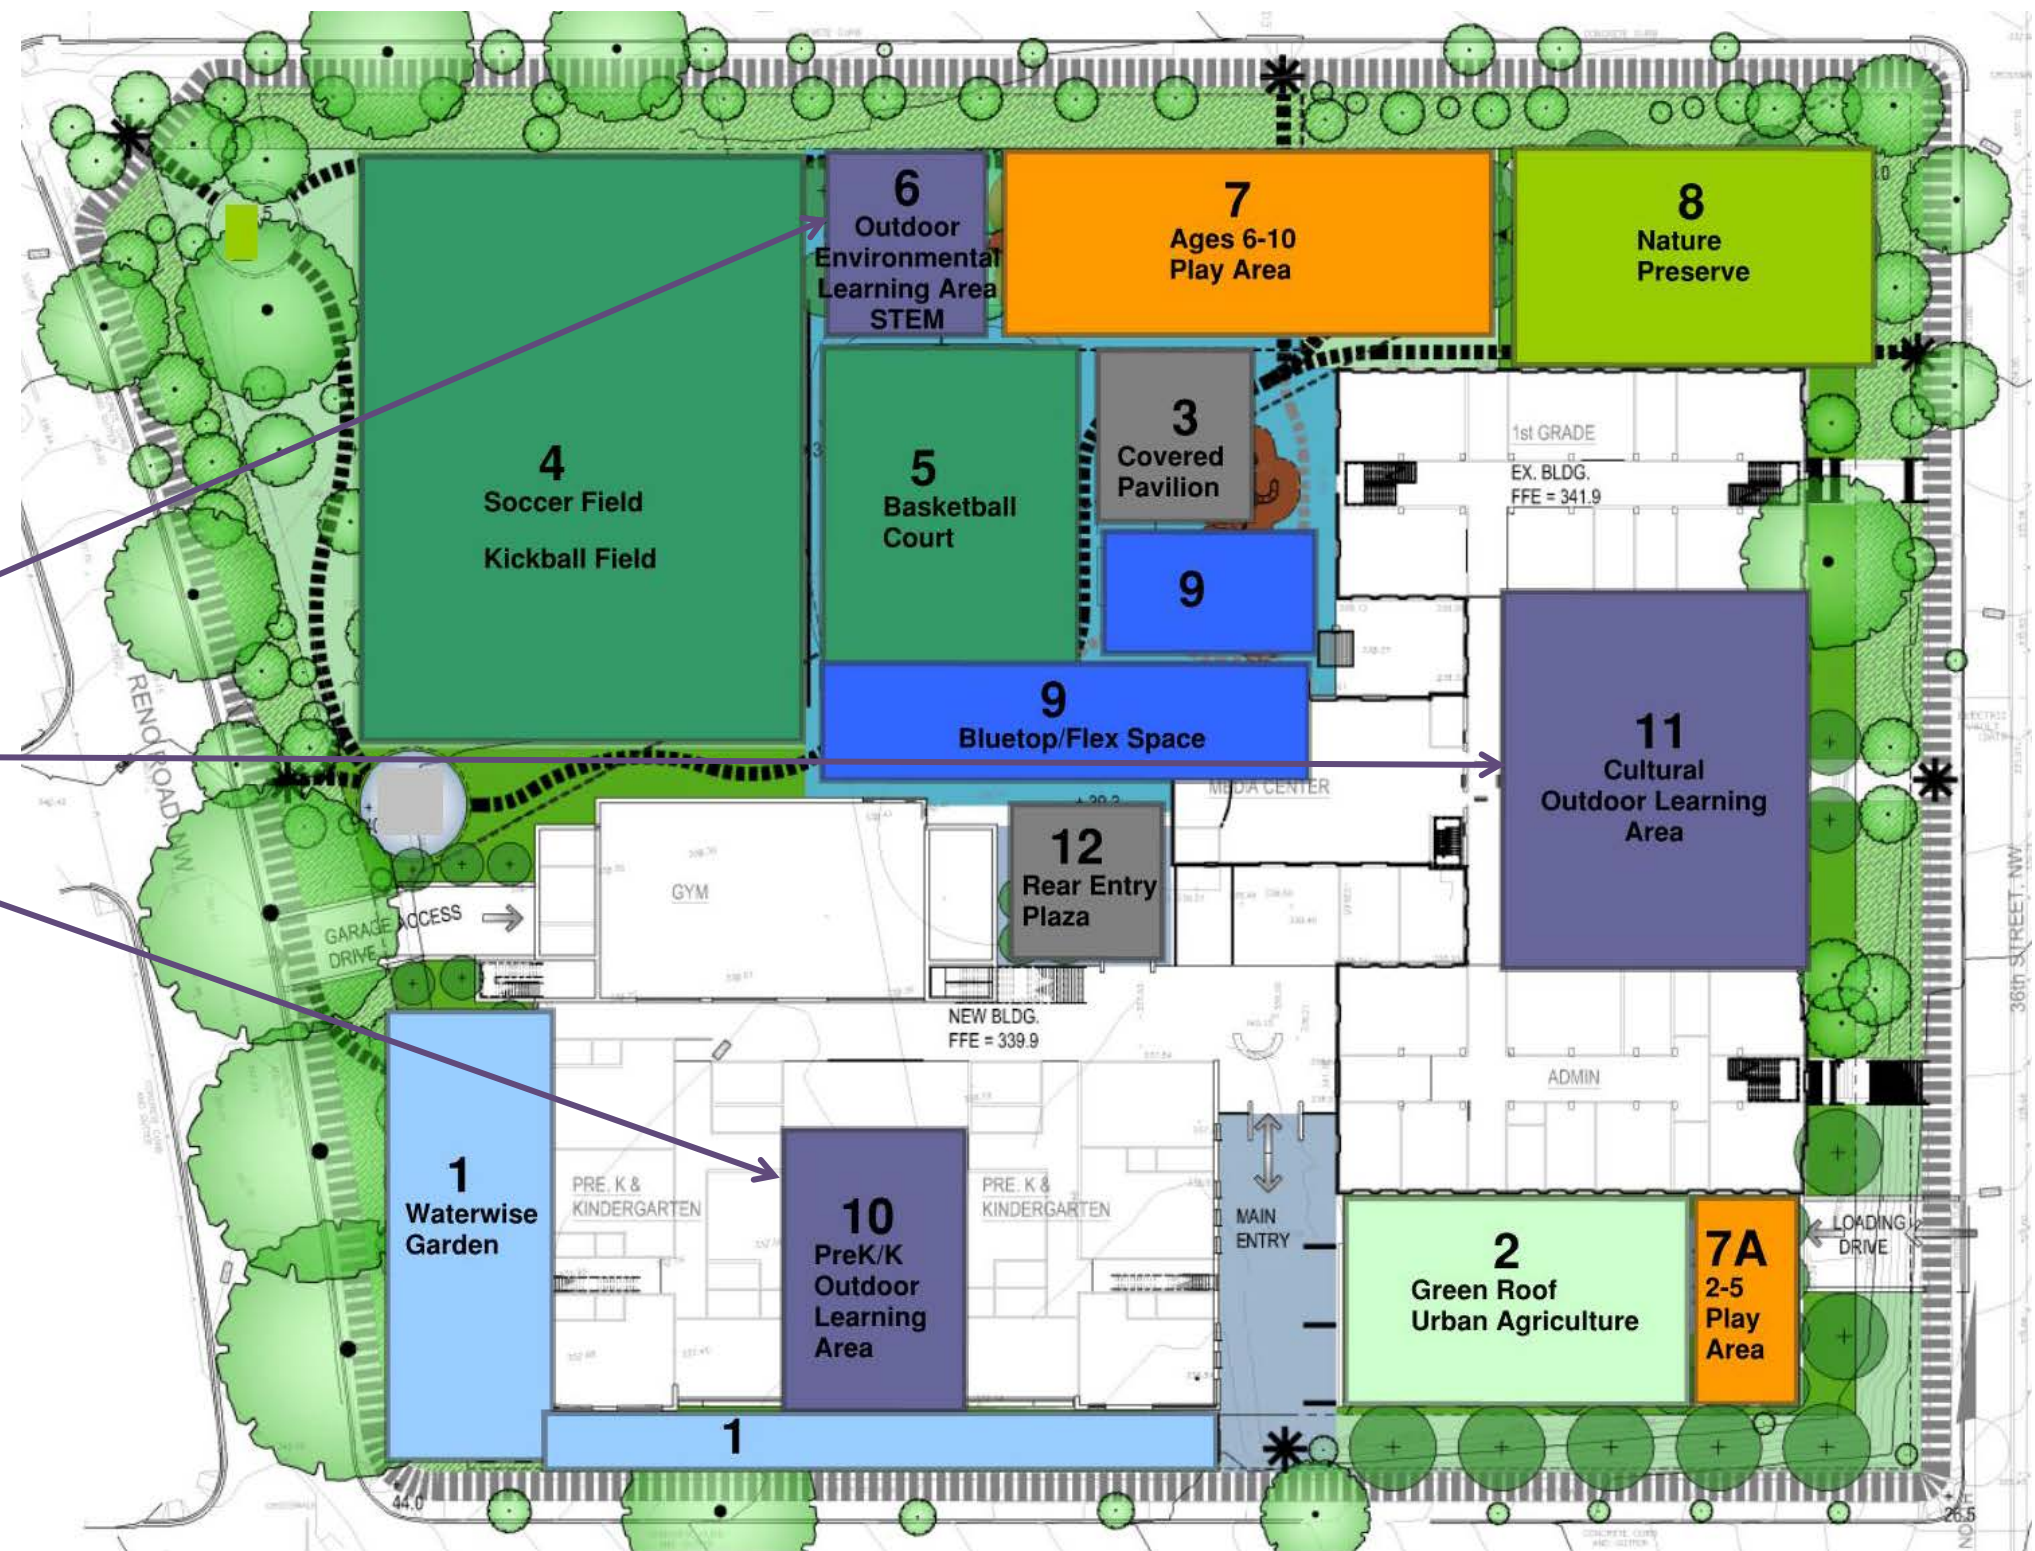 6
Outdoor
Environmental
Learning Area
STEM
7
Ages 6-10
Play Area
8
Nature
Preserve
4
Soccer Field
Kickball Field
5
Basketball
Court
3
Covered
Pavilion
1st GRADE
EX. BLDG.
FFE = 341.9
9
9
Bluetop/Flex Space
11
Cultural
Outdoor Learning
Area
RENO ROAD, NW
MEDIA CENTER
12
Rear Entry
Plaza
GYM
GARAGE ACCESS
DRIVE
36th STREET, NW
NEW BLDG.
FFE = 339.9
ADMIN
1
Waterwise
Garden
PRE. K &
KINDERGARTEN
10
PreK/K
Outdoor
Learning
Area
PRE. K &
KINDERGARTEN
MAIN
ENTRY
2
Green Roof
Urban Agriculture
7A
2-5
Play
Area
LOADING
DRIVE
1
44.0
26.5